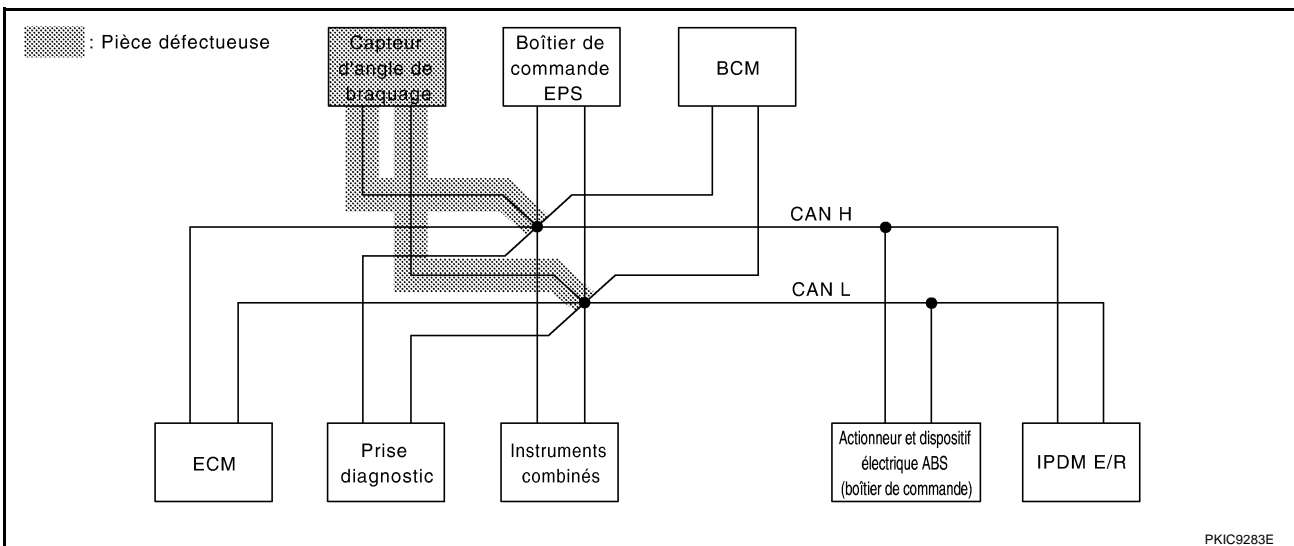 : Pièce défectueuse
Capteur
d'angle de
braquage
Boîtier de
commande
EPS
BCM
CAN H
CAN L
ECM
Prise
diagnostic
Instruments
combinés
Actionneur et dispositif
électrique ABS
(boîtier de commande)
IPDM E/R
PKIC9283E